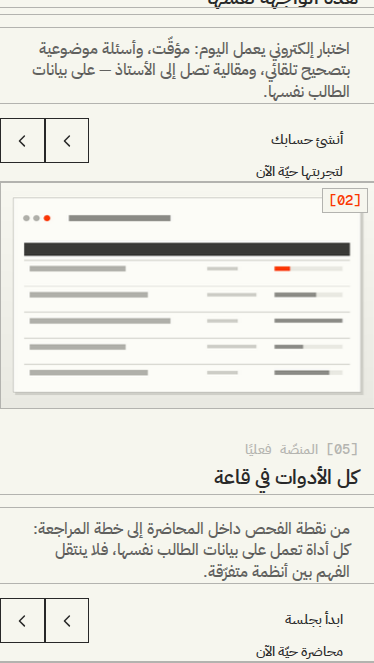 اختبار إلكتروني يعمل اليوم: مؤقّت، وأسئلة موضوعية
بتصحيح تلقائي، ومقالية تصل إلى الأستاذ — على بيانات
الطالب نفسها.
أنشئ حسابك
لتجربتها حيّة الآن
[02]
[05] المنصّة فعليًا
كل الأدوات في قاعة
من نقطة الفحص داخل المحاضرة إلى خطة المراجعة:
كل أداة تعمل على بيانات الطالب نفسها، فلا ينتقل
الفهم بين أنظمة متفرّقة.
ابدأ بجلسة
محاضرة حيّة الآن